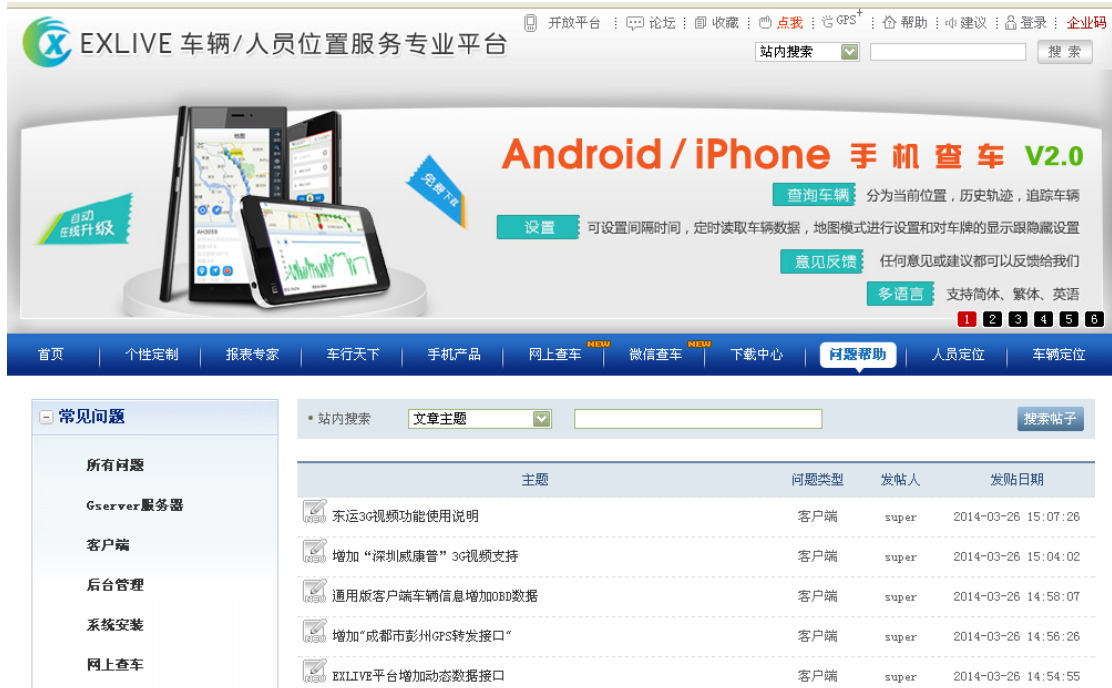 开放平台 论坛 收藏 点我 GPS+ 帮助 建议 登录 企业码
EXLIVE 车辆/人员位置服务专业平台
站内搜索 搜 索
Android / iPhone 手 机 查 车 V2.0
免费下载
查询车辆 分为当前位置，历史轨迹，追踪车辆
自动
在线升级
设置 可设置间隔时间，定时读取车辆数据，地图模式进行设置和对车牌的显示跟隐藏设置
意见反馈 任何意见或建议都可以反馈给我们
多语言 支持简体、繁体、英语
地图
1 2 3 4 5 6
首页 个性定制 报表专家 车行天下 手机产品 网上查车 NEW 微信查车 NEW 下载中心 问题帮助 人员定位 车辆定位
常见问题
所有问题
Gserver服务器
客户端
后台管理
系统安装
网上查车
站内搜索 文章主题 搜索帖子
主题 问题类型 发帖人 发贴日期
东运3G视频功能使用说明 客户端 super 2014-03-26 15:07:26
增加“深圳威康普”3G视频支持 客户端 super 2014-03-26 15:04:02
通用版客户端车辆信息增加OBD数据 客户端 super 2014-03-26 14:58:07
增加"成都市彭州GPS转发接口" 客户端 super 2014-03-26 14:56:26
EXLIVE平台增加动态数据接口 客户端 super 2014-03-26 14:54:55